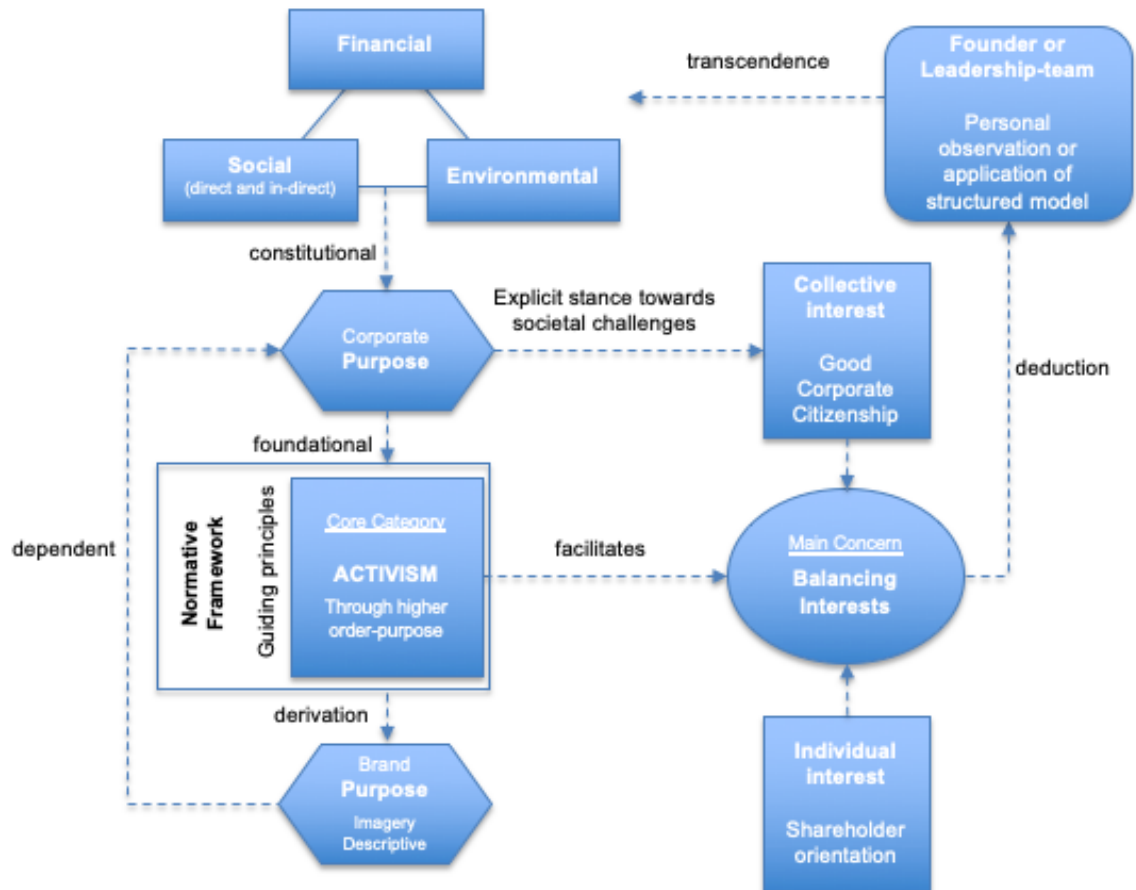 Financial
Social
(direct and in-direct)
Environmental
transcendence
Founder or
Leadership-team
Personal
observation or
application of
structured model
constitutional
Corporate
Purpose
Explicit stance towards
societal challenges
Collective
interest
Good
Corporate
Citizenship
deduction
foundational
dependent
Normative
Framework
Guiding principles
Core Category
ACTIVISM
Through higher
order-purpose
facilitates
Main Concern
Balancing
Interests
derivation
Brand
Purpose
Imagery
Descriptive
Individual
interest
Shareholder
orientation